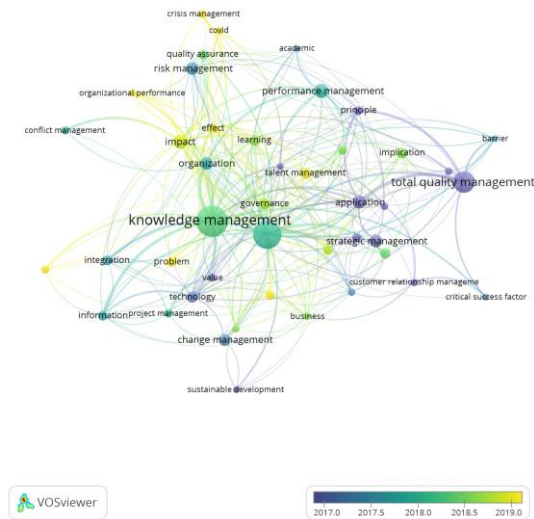 crisis management
covid
academic
quality assurance
risk management
organizational performance
performance management
principle
conflict management
effect
impact
learning
barrier
implication
organization
talent management
total quality management
governance
application
knowledge management
strategic management
integration
problem
value
customer relationship manageme
technology
critical success factor
information
project management
business
change management
sustainable development
VOSviewer
2017.0 2017.5 2018.0 2018.5 2019.0